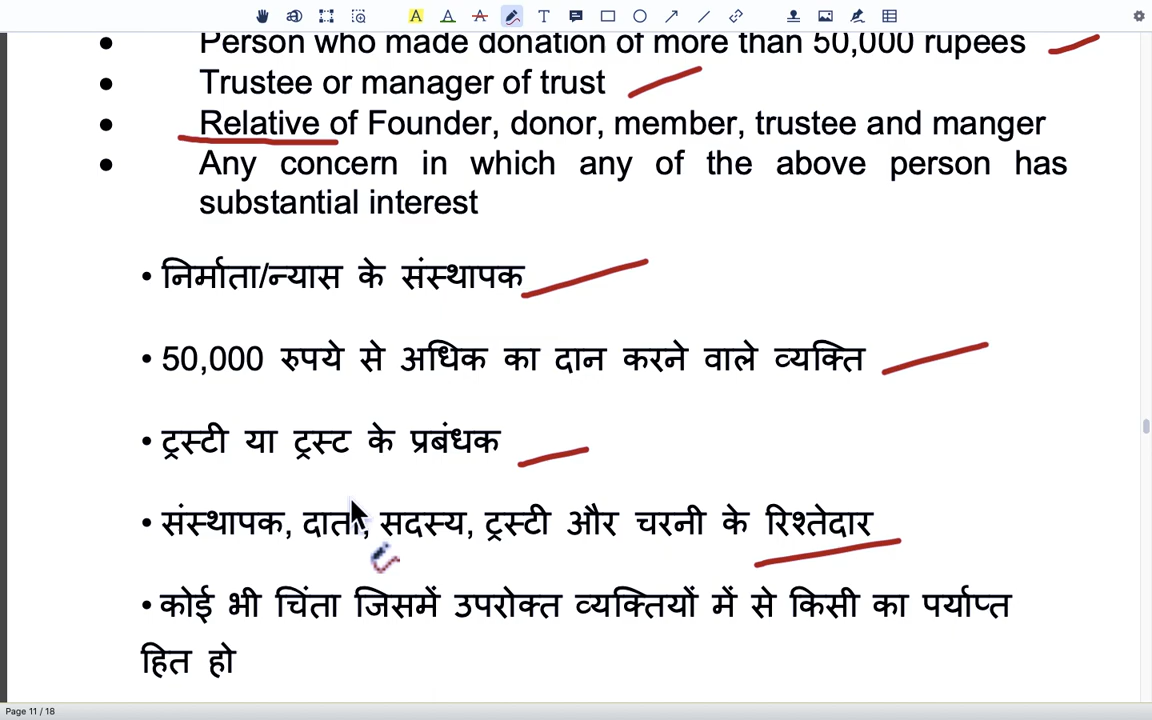 • Person who made donation of more than 50,000 rupees
• Trustee or manager of trust
• Relative of Founder, donor, member, trustee and manger
• Any concern in which any of the above person has
substantial interest
• निर्माता/न्यास के संस्थापक
• 50,000 रुपये से अधिक का दान करने वाले व्यक्ति
• ट्रस्टी या ट्रस्ट के प्रबंधक
• संस्थापक, दाता, सदस्य, ट्रस्टी और चरनी के रिश्तेदार
• कोई भी चिंता जिसमें उपरोक्त व्यक्तियों में से किसी का पर्याप्त
हित हो
Page 11 / 18